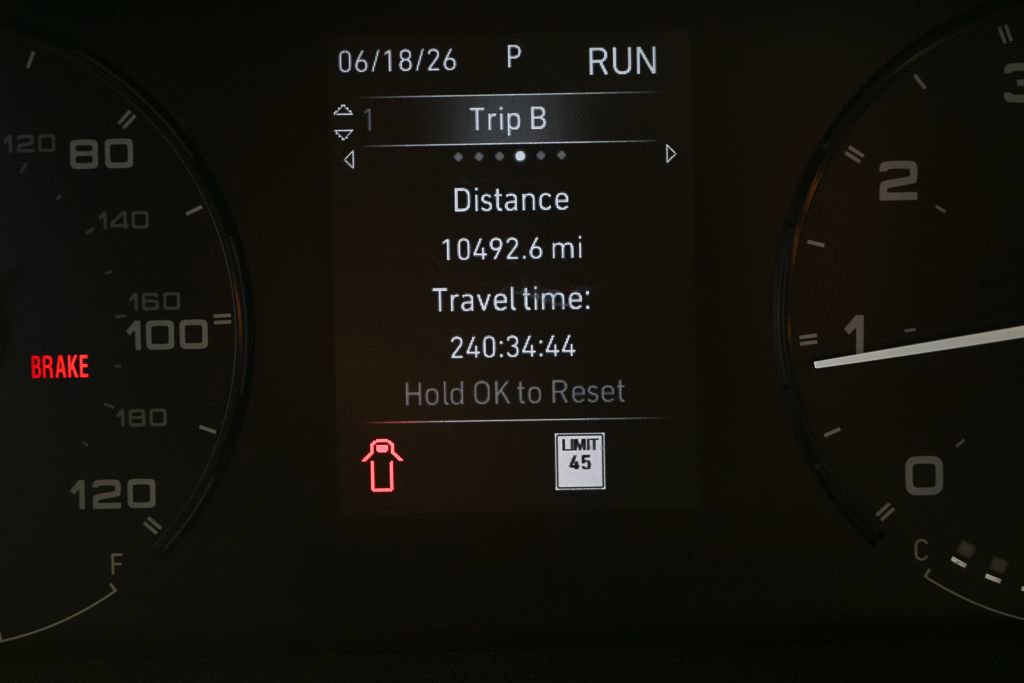 06/18/26 P RUN
1 Trip B
Distance
10492.6 mi
Travel time:
240:34:44
Hold OK to Reset
LIMIT
45
120 80
140
160
100
BRAKE
180
120
F
3
2
1
0
C